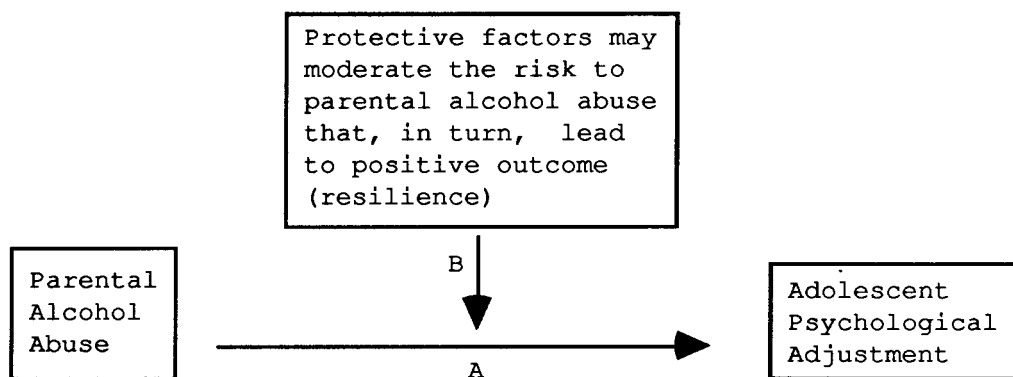 Protective factors may
moderate the risk to
parental alcohol abuse
that, in turn, lead
to positive outcome
(resilience)
B
Parental
Alcohol
Abuse
A
Adolescent
Psychological
Adjustment